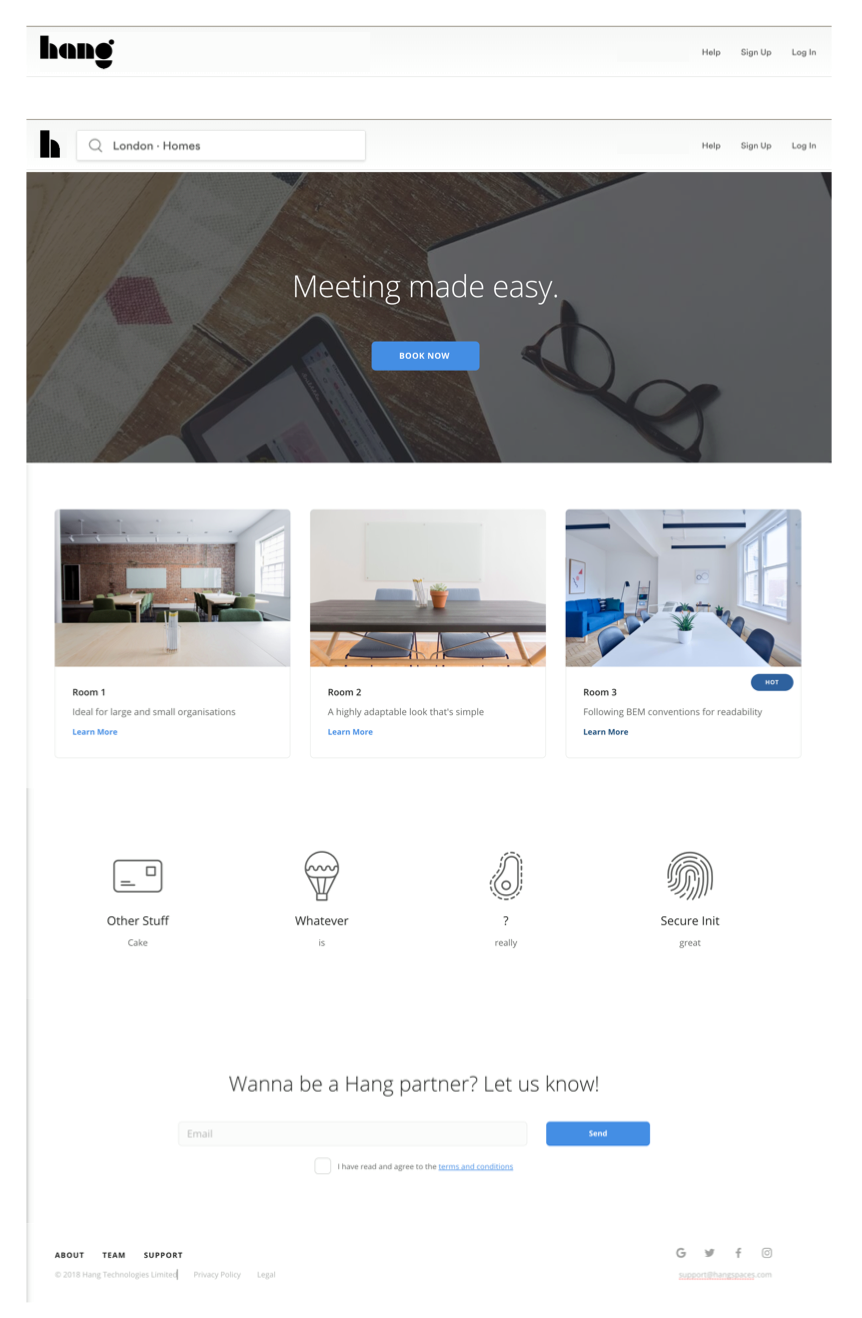 hang
Help Sign Up Log In
h
London · Homes
Help Sign Up Log In
Meeting made easy.
BOOK NOW
HOT
Room 1
Ideal for large and small organisations
Learn More
Room 2
A highly adaptable look that's simple
Learn More
Room 3
Following BEM conventions for readability
Learn More
Other Stuff
Cake
Whatever
is
?
really
Secure Init
great
Wanna be a Hang partner? Let us know!
Email
Send
I have read and agree to the terms and conditions
ABOUT TEAM SUPPORT
© 2018 Hang Technologies Limited Privacy Policy Legal
support@hangspaces.com